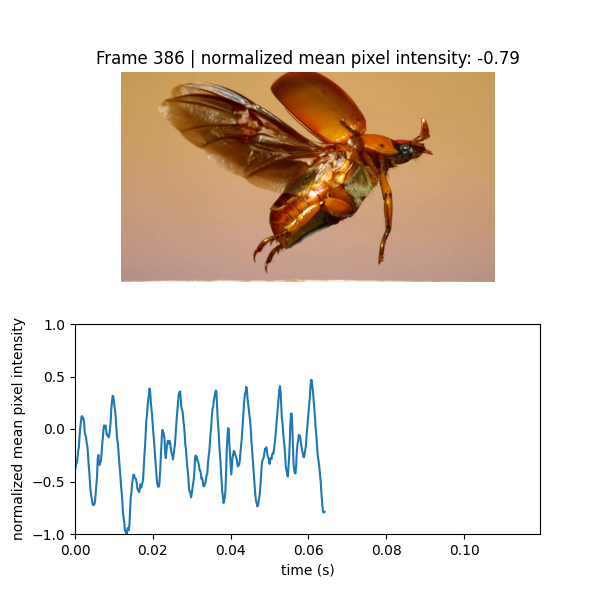 Frame 386 | normalized mean pixel intensity: -0.79
1.0
0.5
0.0
−0.5
−1.0
normalized mean pixel intensity
0.00 0.02 0.04 0.06 0.08 0.10
time (s)